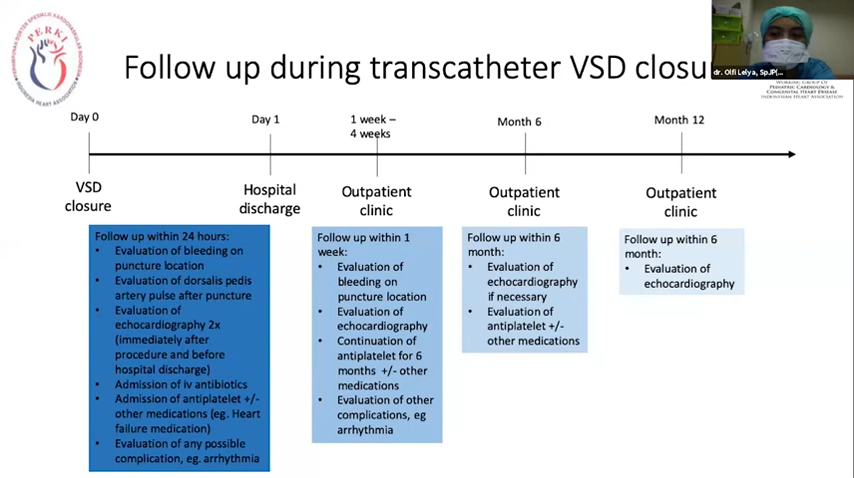 PERKI
PERHIMPUNAN DOKTER SPESIALIS KARDIOVASKULAR INDONESIA
INDONESIA HEART ASSOCIATION
Follow up during transcatheter VSD closu
dr. Olfi Lelya, SpJP(...
WORKING GROUP OF
PEDIATRIC CARDIOLOGY &
CONGENITAL HEART DISEASE
INDONESIAN HEART ASSOCIATION
Day 0
Day 1
1 week –
4 weeks
Month 6
Month 12
VSD
closure
Hospital
discharge
Outpatient
clinic
Outpatient
clinic
Outpatient
clinic
Follow up within 24 hours:
• Evaluation of bleeding on
puncture location
• Evaluation of dorsalis pedis
artery pulse after puncture
• Evaluation of
echocardiography 2x
(immediately after
procedure and before
hospital discharge)
• Admission of iv antibiotics
• Admission of antiplatelet +/-
other medications (eg. Heart
failure medication)
• Evaluation of any possible
complication, eg. arrhythmia
Follow up within 1
week:
• Evaluation of
bleeding on
puncture location
• Evaluation of
echocardiography
• Continuation of
antiplatelet for 6
months +/- other
medications
• Evaluation of other
complications, eg
arrhythmia
Follow up within 6
month:
• Evaluation of
echocardiography
if necessary
• Evaluation of
antiplatelet +/-
other medications
Follow up within 6
month:
• Evaluation of
echocardiography